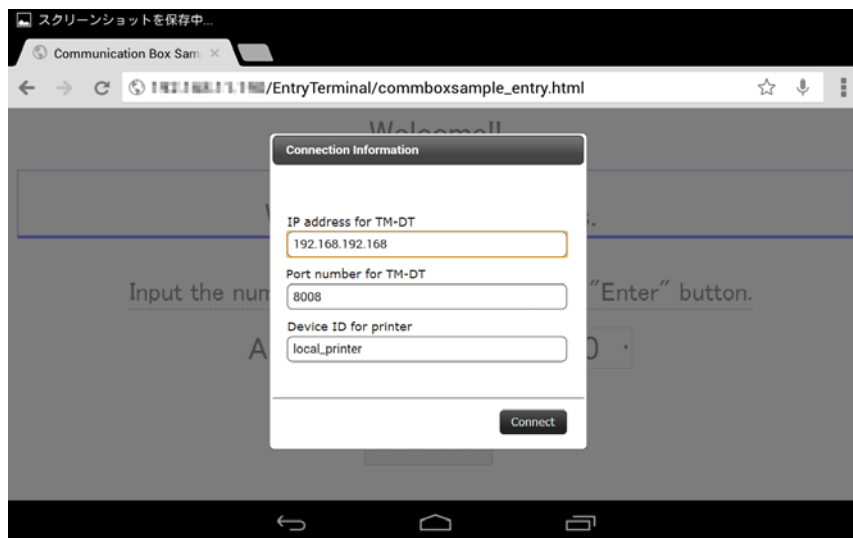 スクリーンショットを保存中...
Communication Box Sam
/EntryTerminal/commboxsample_entry.html
Welcome!!
Connection Information
IP address for TM-DT
192.168.192.168
Port number for TM-DT
8008
Input the num
"Enter" button.
Device ID for printer
local_printer
A
0
Connect